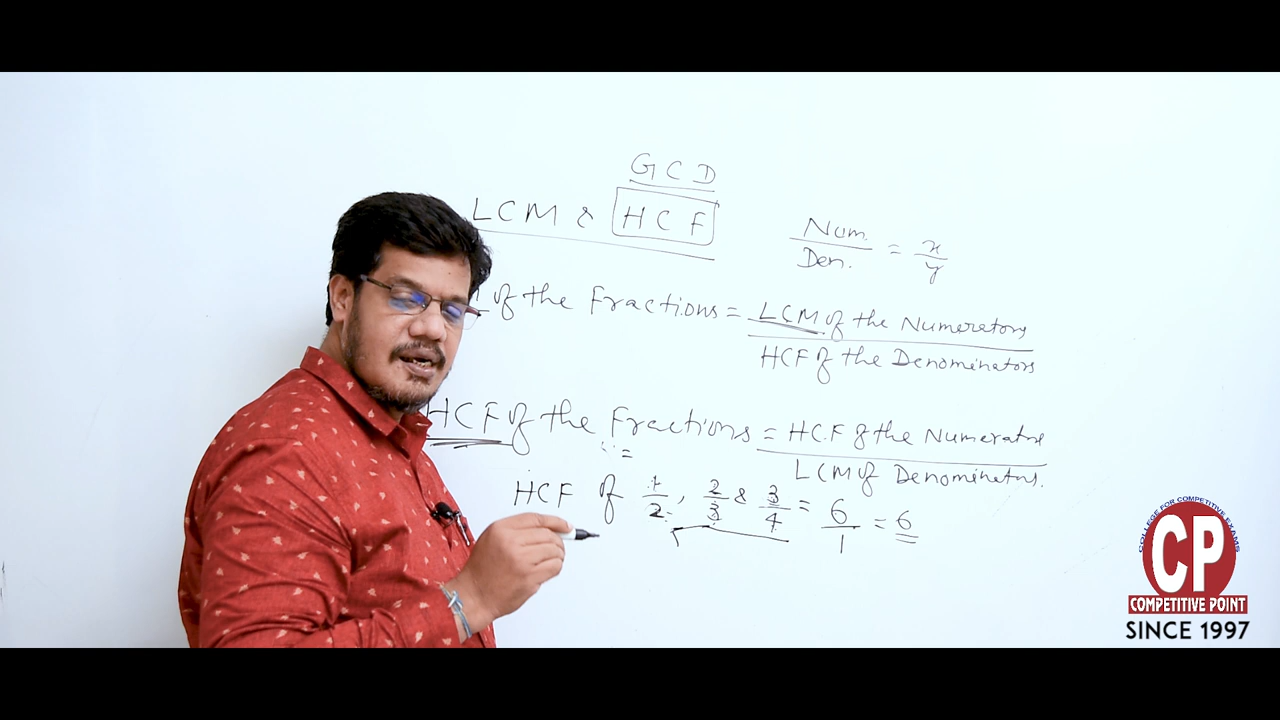 GCD
LCM & HCF
Num. / Den. = x/y
of the Fractions = LCM of the Numeretors / HCF of the Denominators
HCF of the Fractions = HCF of the Numerators / LCM of Denominators.
HCF of 1/2, 2/3 & 3/4 = 6/1 = 6
COLLEGE FOR COMPETITIVE EXAMS
CP
COMPETITIVE POINT
SINCE 1997